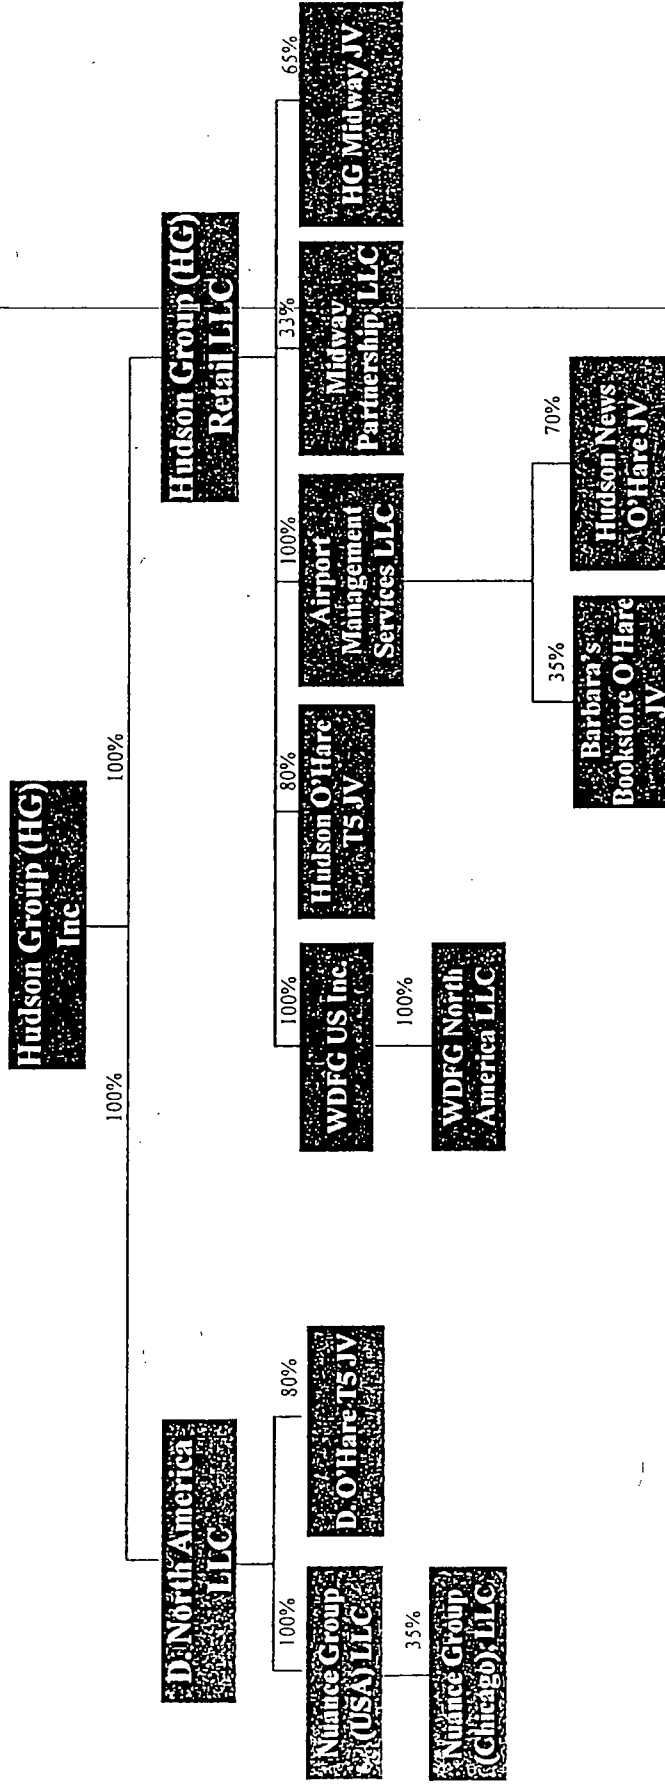 Hudson Group (HG)
Inc
100%
100%
D. North America
LLC
Hudson Group (HG)
Retail LLC
100%
80%
100%
80%
100%
33%
65%
Nuance Group
(USA) LLC
D. O'Hare T5 JV
WDFG US Inc.
Hudson O'Hare
T5 JV
Airport
Management
Services LLC
Midway
Partnership, LLC
HG Midway JV
35%
100%
Nuance Group
(Chicago), LLC
WDFG North
America LLC
35%
70%
Barbara's
Bookstore O'Hare
JV
Hudson News
O'Hare JV